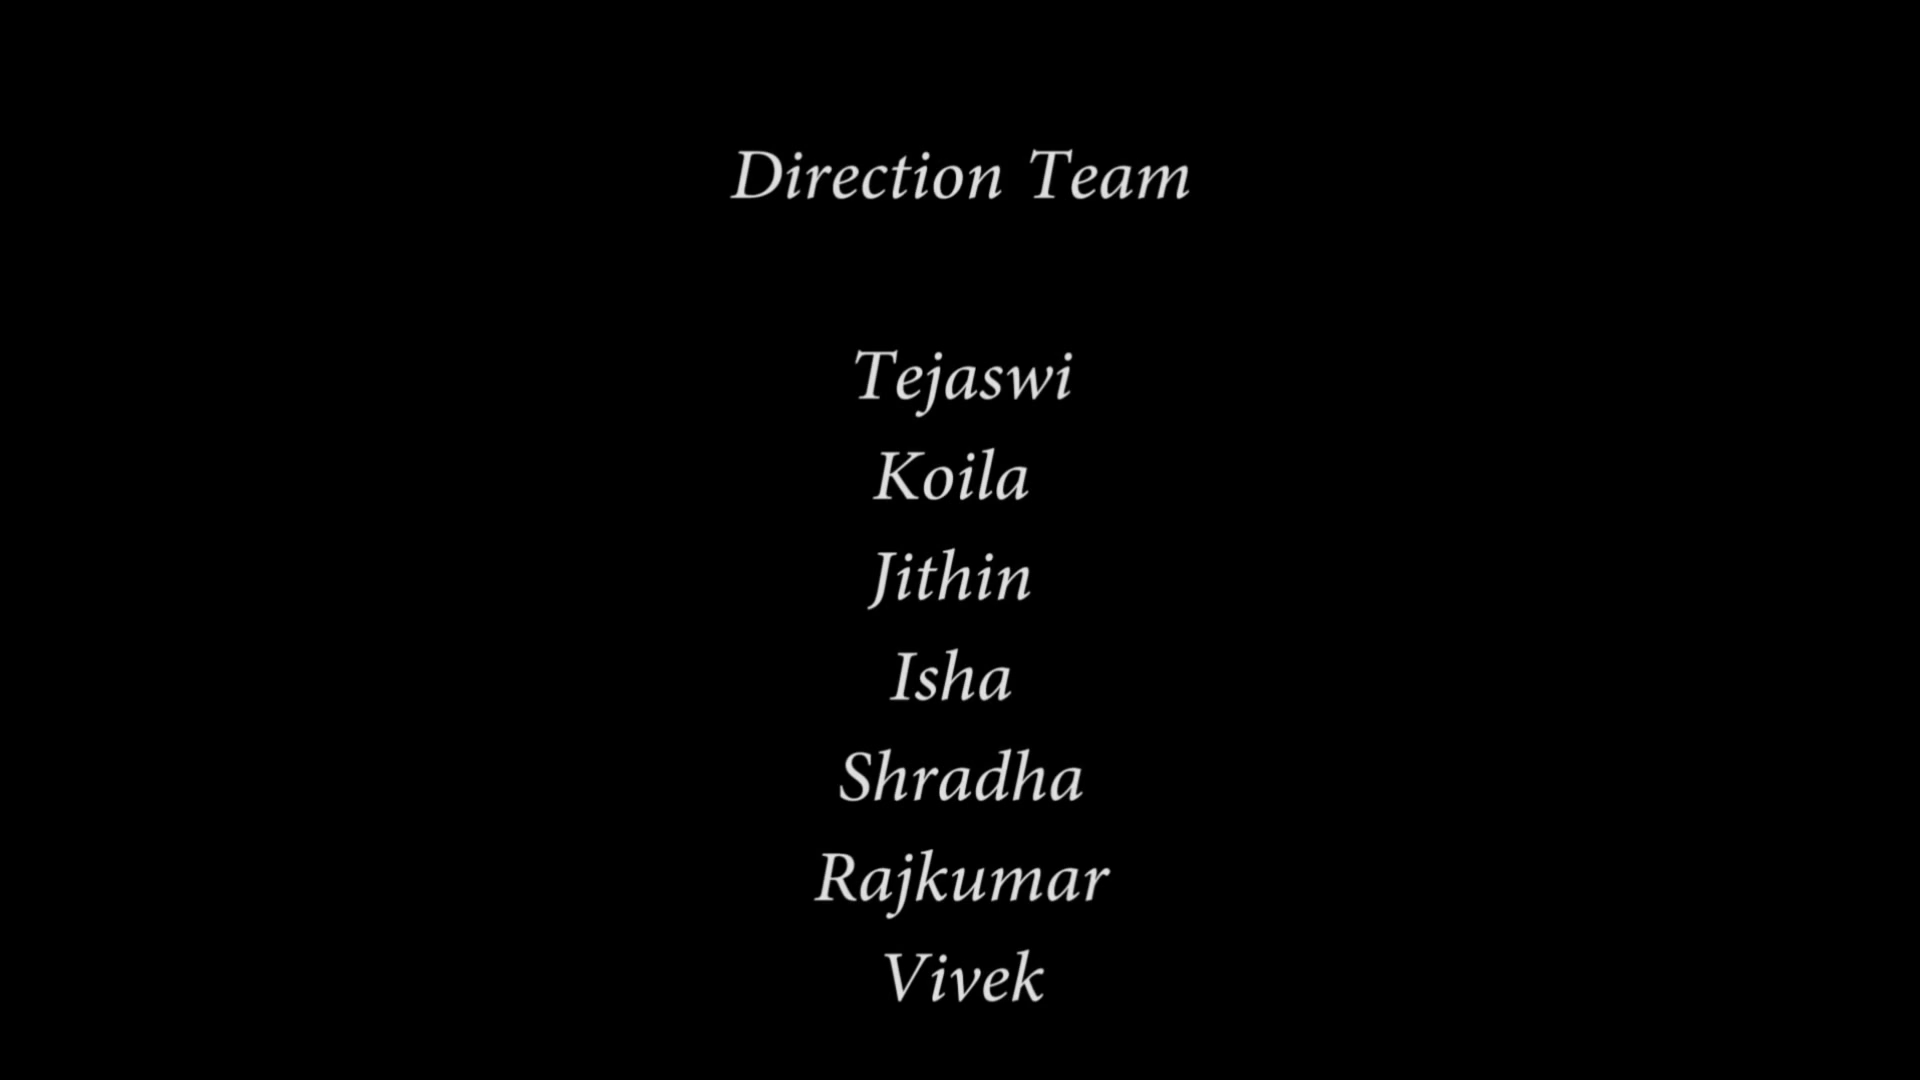 Direction Team
Tejaswi
Koila
Jithin
Isha
Shradha
Rajkumar
Vivek